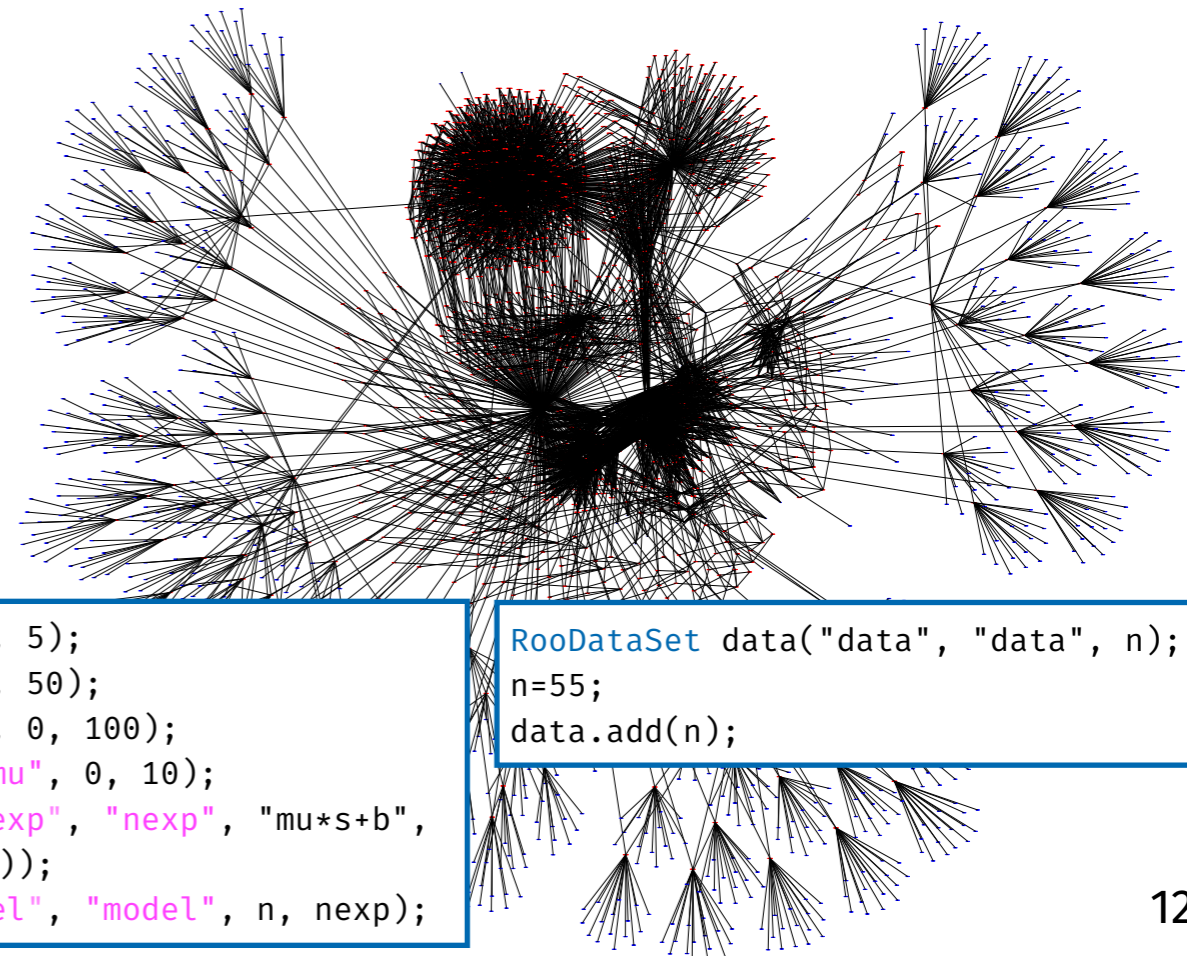 5);
50);
0, 100);
mu", 0, 10);
exp", "nexp", "mu*s+b",
));
el", "model", n, nexp);
RooDataSet data("data", "data", n);
n=55;
data.add(n);
12